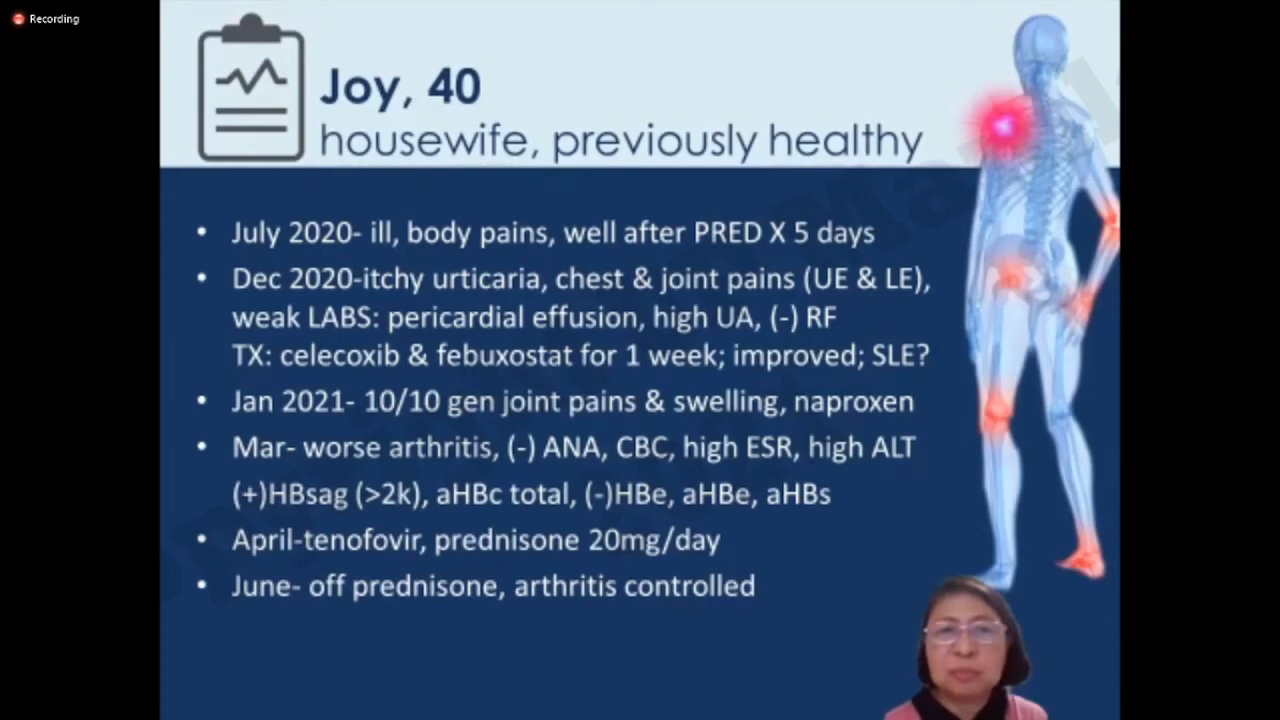 Recording
Joy, 40
housewife, previously healthy
• July 2020- ill, body pains, well after PRED X 5 days
• Dec 2020-itchy urticaria, chest & joint pains (UE & LE),
weak LABS: pericardial effusion, high UA, (-) RF
TX: celecoxib & febuxostat for 1 week; improved; SLE?
• Jan 2021- 10/10 gen joint pains & swelling, naproxen
• Mar- worse arthritis, (-) ANA, CBC, high ESR, high ALT
(+)HBsag (>2k), aHBc total, (-)HBe, aHBe, aHBs
• April-tenofovir, prednisone 20mg/day
• June- off prednisone, arthritis controlled